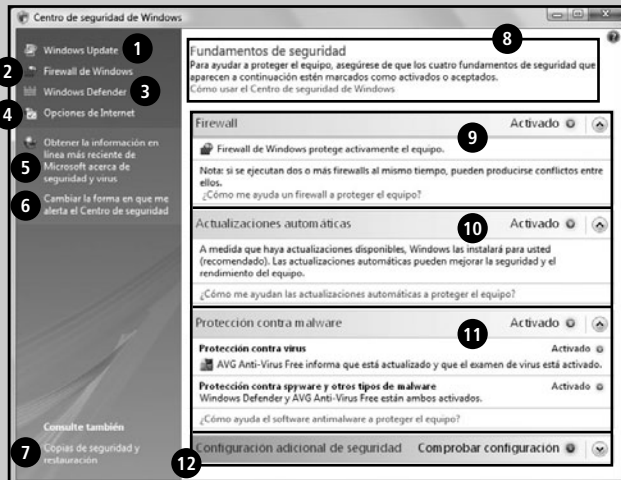 Centro de seguridad de Windows
Windows Update 1
2 Firewall de Windows
Windows Defender 3
4 Opciones de Internet
Obtener la información en
línea más reciente de
5 Microsoft acerca de
seguridad y virus
6 Cambiar la forma en que me
alerta el Centro de seguridad
Consulte también
7 Copias de seguridad y
restauración
8
Fundamentos de seguridad
Para ayudar a proteger el equipo, asegúrese de que los cuatro fundamentos de seguridad que
aparecen a continuación estén marcados como activados o aceptados.
Cómo usar el Centro de seguridad de Windows
Firewall 9 Activado
Firewall de Windows protege activamente el equipo.
Nota: si se ejecutan dos o más firewalls al mismo tiempo, pueden producirse conflictos entre
ellos.
¿Cómo me ayuda un firewall a proteger el equipo?
Actualizaciones automáticas 10 Activado
A medida que haya actualizaciones disponibles, Windows las instalará para usted
(recomendado). Las actualizaciones automáticas pueden mejorar la seguridad y el
rendimiento del equipo.
¿Cómo me ayudan las actualizaciones automáticas a proteger el equipo?
Protección contra malware 11 Activado
Protección contra virus Activado
AVG Anti-Virus Free informa que está actualizado y que el examen de virus está activado.
Protección contra spyware y otros tipos de malware Activado
Windows Defender y AVG Anti-Virus Free están ambos activados.
¿Cómo ayuda el software antimalware a proteger el equipo?
12 Configuración adicional de seguridad Comprobar configuración